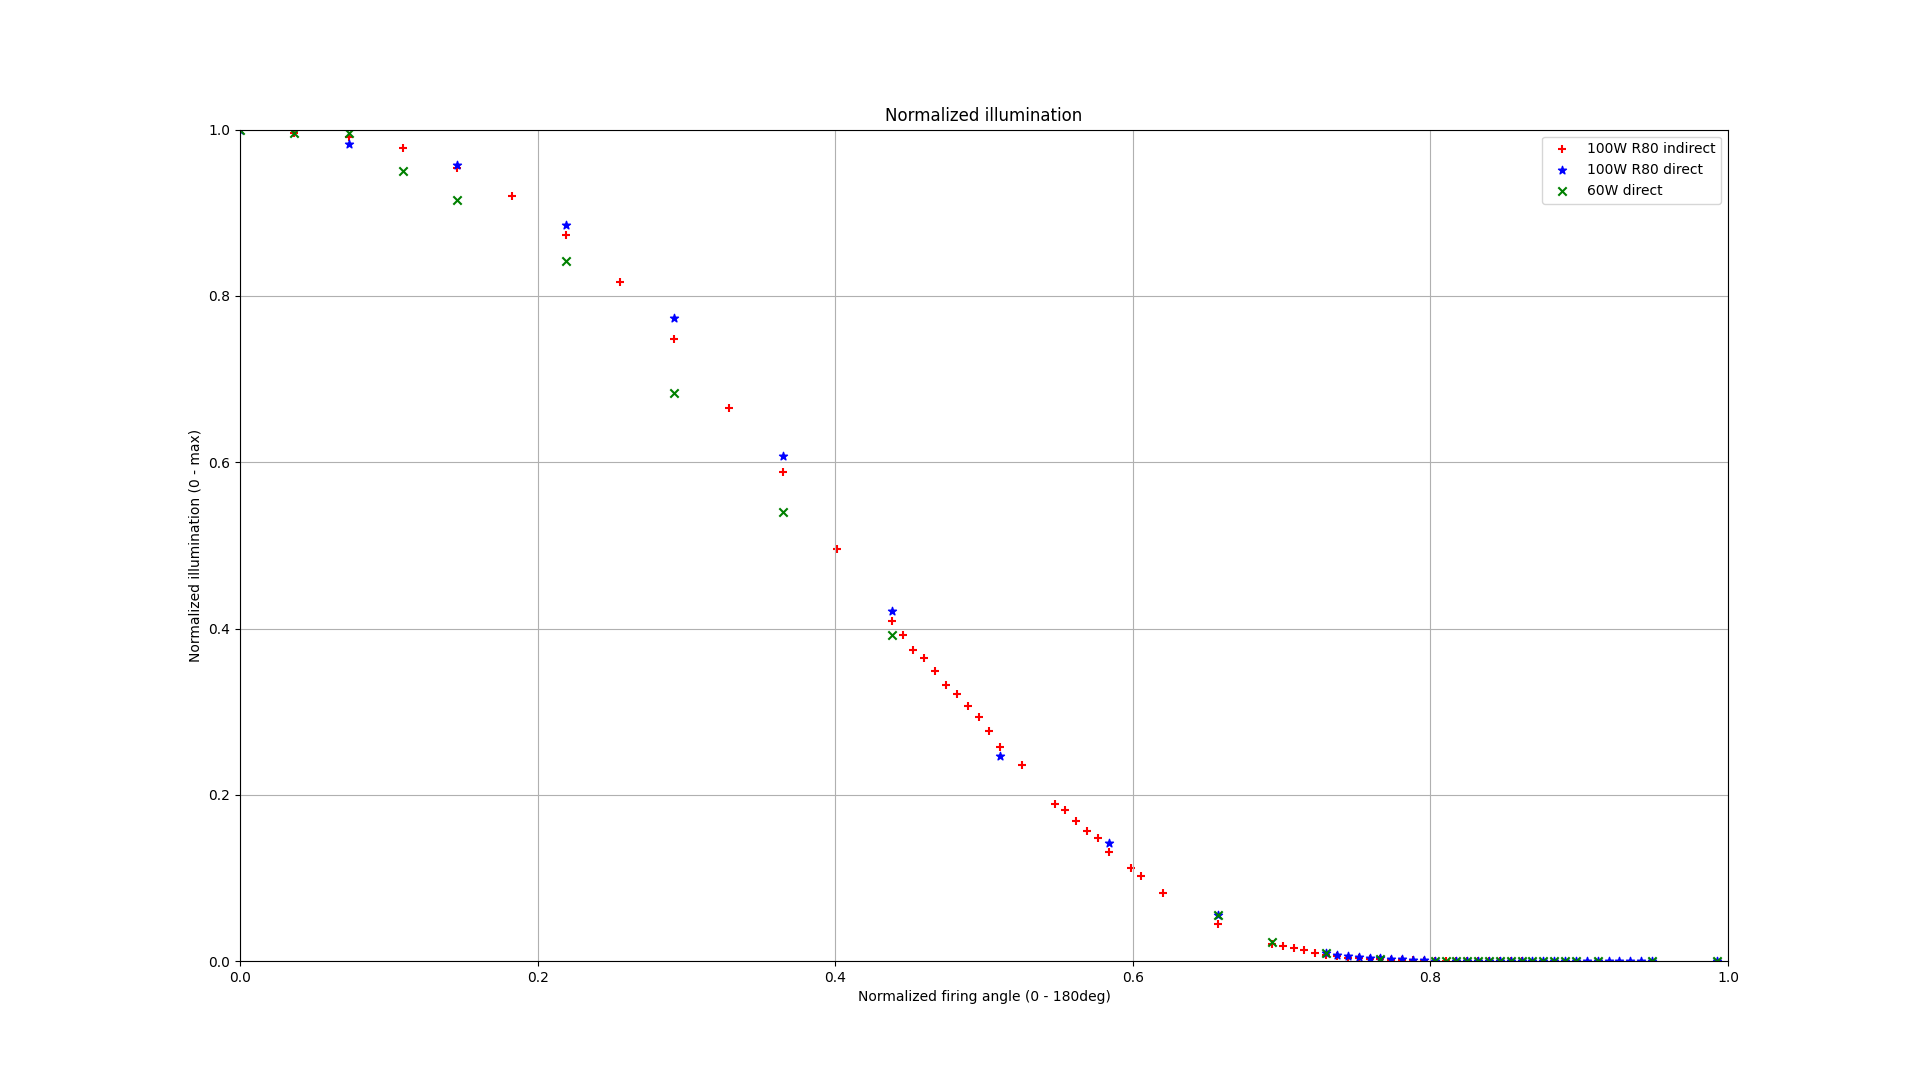 Normalized illumination
100W R80 indirect
100W R80 direct
60W direct
Normalized illumination (0 - max)
1.0
0.8
0.6
0.4
0.2
0.0
0.0 0.2 0.4 0.6 0.8 1.0
Normalized firing angle (0 - 180deg)